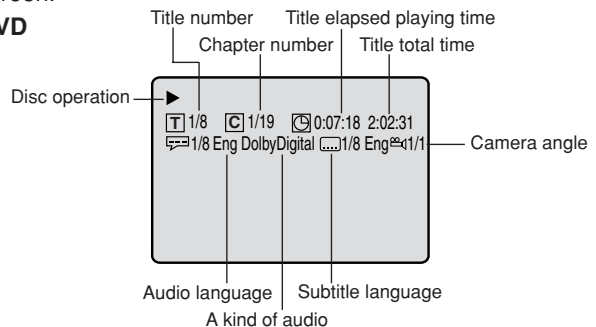 VD
Title number Title elapsed playing time
Chapter number Title total time
Disc operation
T 1/8 C 1/19 0:07:18 2:02:31
1/8 Eng DolbyDigital 1/8 Eng 1/1
Camera angle
Audio language Subtitle language
A kind of audio